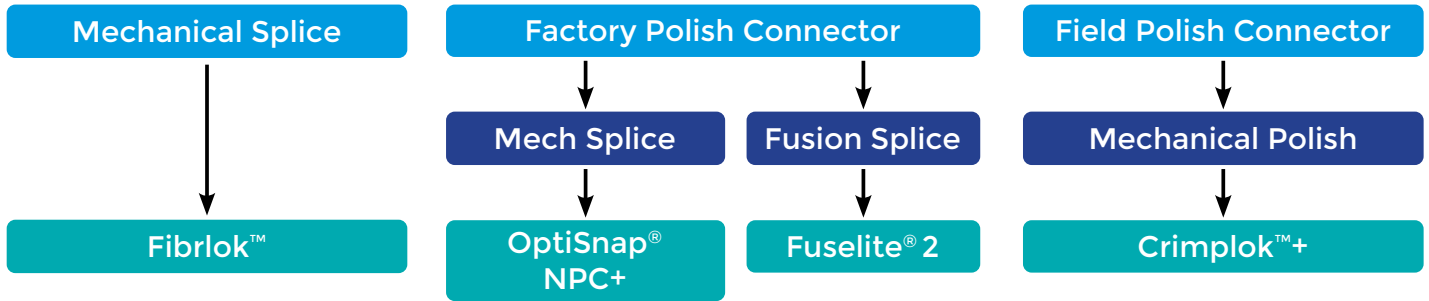 Mechanical Splice
Factory Polish Connector
Field Polish Connector
Mech Splice
Fusion Splice
Mechanical Polish
Fibrlok™
OptiSnap®
NPC+
Fuselite® 2
Crimplok™+